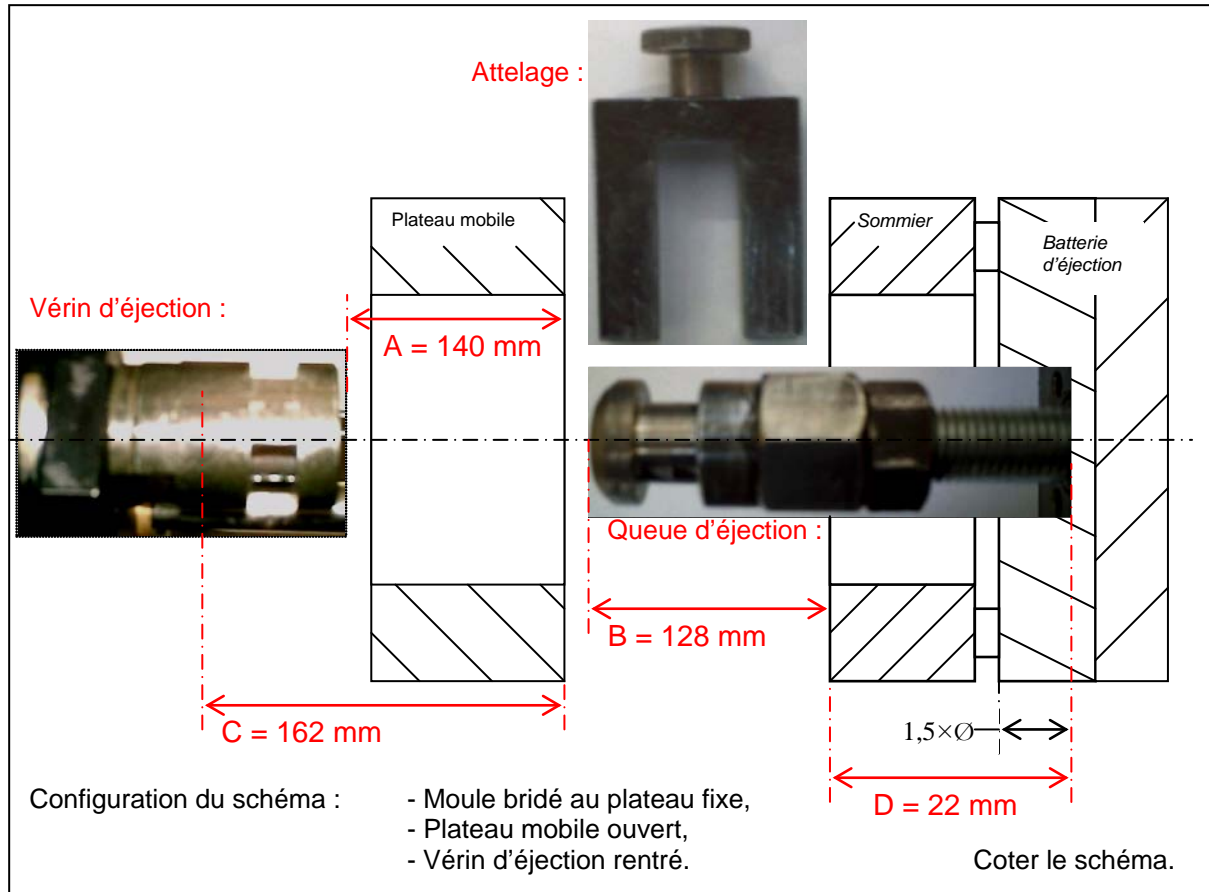 Attelage :
Plateau mobile
Sommier
Batterie
d'éjection
Vérin d'éjection :
A = 140 mm
Queue d'éjection :
B = 128 mm
C = 162 mm
1,5×Ø
D = 22 mm
Configuration du schéma :
- Moule bridé au plateau fixe,
- Plateau mobile ouvert,
- Vérin d'éjection rentré.
Coter le schéma.